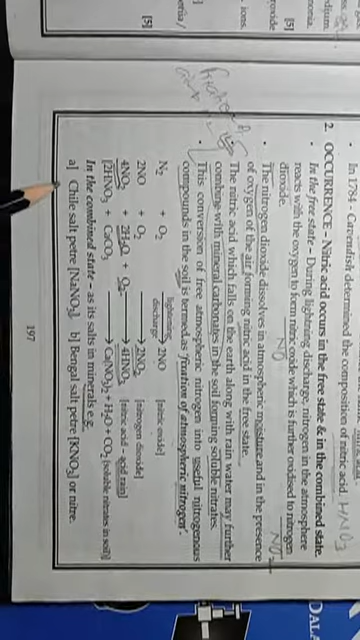 • In 1784 - Cavendish determined the composition of nitric acid. HNO3
2. OCCURRENCE - Nitric acid occurs in the free state & in the combined state.
• In the free state - During lightning discharge, nitrogen in the atmosphere
reacts with the oxygen to form nitric oxide which is further oxidised to nitrogen
dioxide. NO NO2
• The nitrogen dioxide dissolves in atmospheric moisture and in the presence
of oxygen of the air forming nitric acid in the free state.
The nitric acid which falls on the earth along with rain water may further
combine with mineral carbonates in the soil forming soluble nitrates.
• This conversion of free atmospheric nitrogen into useful nitrogenous
compounds in the soil is termed as 'fixation of atmospheric nitrogen'.
N2 + O2 lightning discharge → 2NO [nitric oxide]
2NO + O2 → 2NO2 [nitrogen dioxide]
4NO2 + 2H2O + O2 → 4HNO3 [nitric acid - acid rain]
[2HNO3 + CaCO3 → Ca(NO3)2 + H2O + CO2 (soluble nitrates in soil)]
In the combined state - as its salts in minerals e.g.
a] Chile salt petre [NaNO3]. b] Bengal salt petre [KNO3] or nitre.
197
[5]
[5]
ions.
DAL